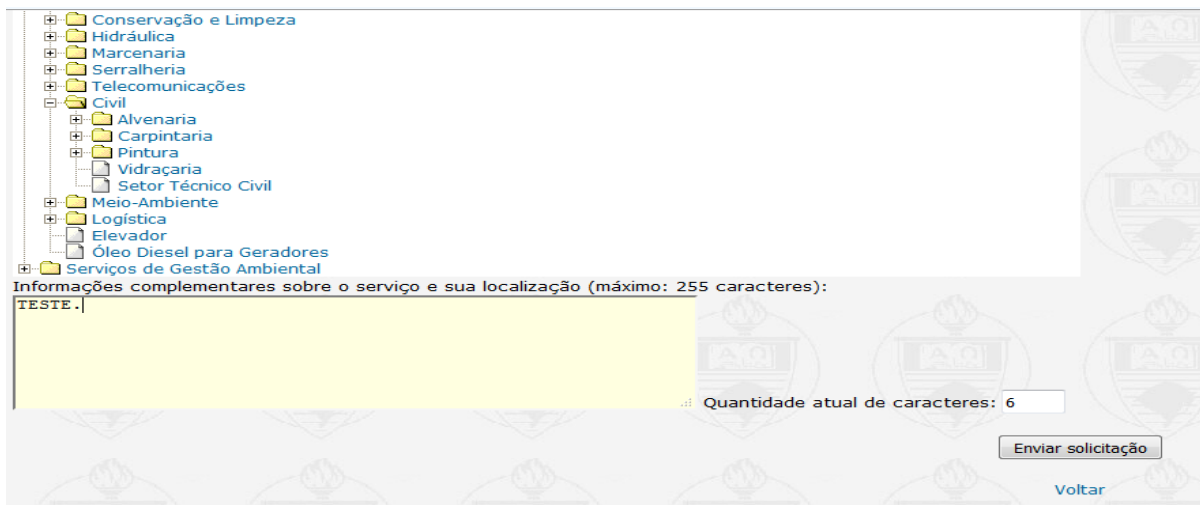 Conservação e Limpeza
Hidráulica
Marcenaria
Serralheria
Telecomunicações
Civil
Alvenaria
Carpintaria
Pintura
Vidraçaria
Setor Técnico Civil
Meio-Ambiente
Logística
Elevador
Óleo Diesel para Geradores
Serviços de Gestão Ambiental
Informações complementares sobre o serviço e sua localização (máximo: 255 caracteres):
TESTE.
Quantidade atual de caracteres: 6
Enviar solicitação
Voltar